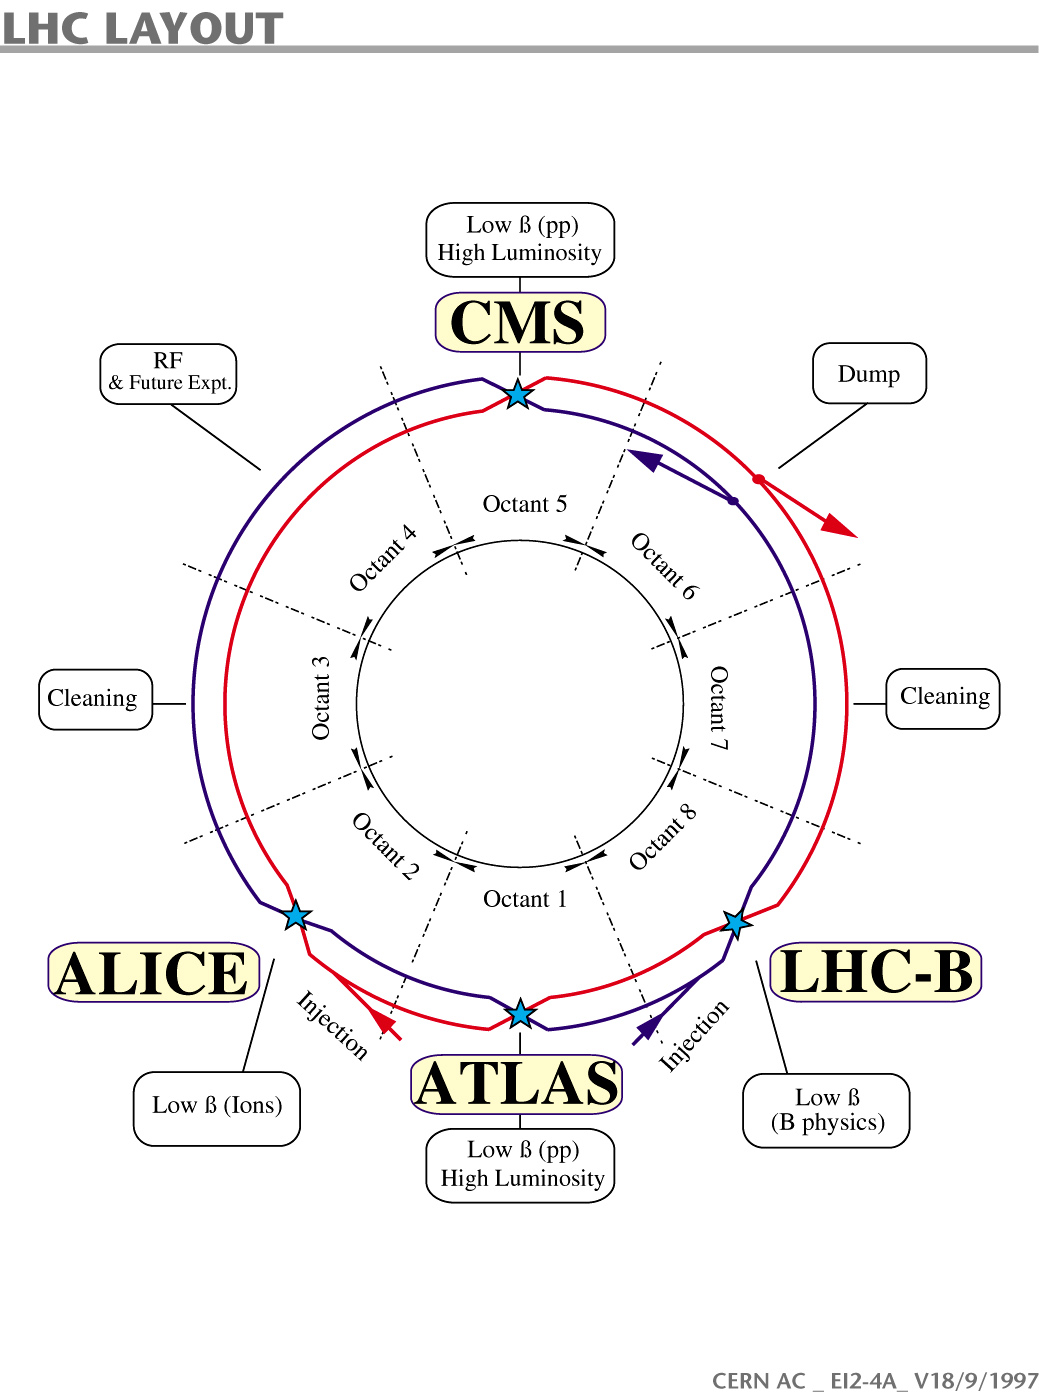 LHC LAYOUT
Low ß (pp)
High Luminosity
CMS
RF
& Future Expt.
Dump
Octant 5
Octant 4
Octant 6
Cleaning
Octant 3
Octant 7
Cleaning
Octant 2
Octant 8
Octant 1
ALICE
LHC-B
Injection
Injection
ATLAS
Low ß (Ions)
Low ß
(B physics)
Low ß (pp)
High Luminosity
CERN AC _ EI2-4A_ V18/9/1997